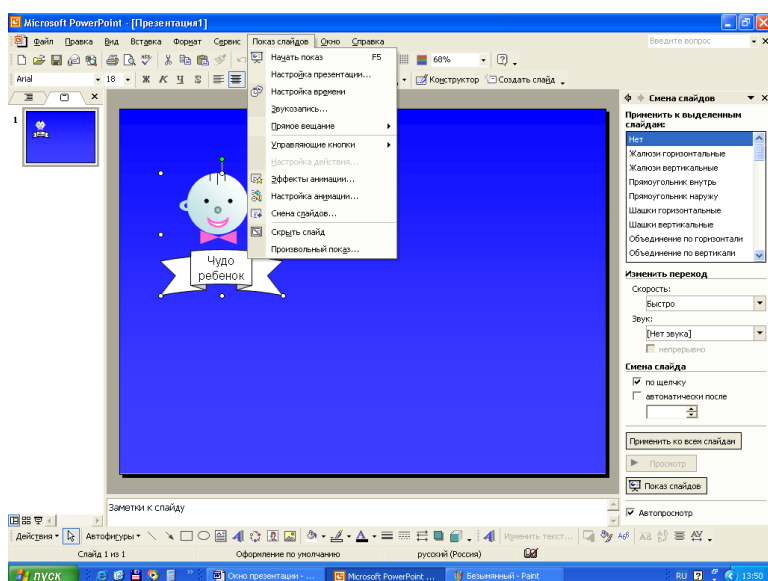 Microsoft PowerPoint - [Презентация1]
Файл Правка Вид Вставка Формат Сервис Показ слайдов Окно Справка Введите вопрос
Arial 18 Ж К Ч S 68% Конструктор Создать слайд
Начать показ F5
Настройка презентации...
Настройка времени
Звукозапись...
Прямое вещание
Управляющие кнопки
Настройка действия...
Эффекты анимации...
Настройка анимации...
Смена слайдов...
Скрыть слайд
Произвольный показ...
1
Чудо
ребенок
Смена слайдов
Применить к выделенным
слайдам:
Нет
Жалюзи горизонтальные
Жалюзи вертикальные
Прямоугольник внутрь
Прямоугольник наружу
Шашки горизонтальные
Шашки вертикальные
Объединение по горизонтали
Объединение по вертикали
Изменить переход
Скорость:
Быстро
Звук:
[Нет звука]
непрерывно
Смена слайда
по щелчку
автоматически после
Применить ко всем слайдам
Просмотр
Показ слайдов
Автопросмотр
Заметки к слайду
Действия Автофигуры Изменить текст...
Слайд 1 из 1 Оформление по умолчанию русский (Россия)
пуск Окно презентации - ... Microsoft PowerPoint ... Безымянный - Paint RU 13:50